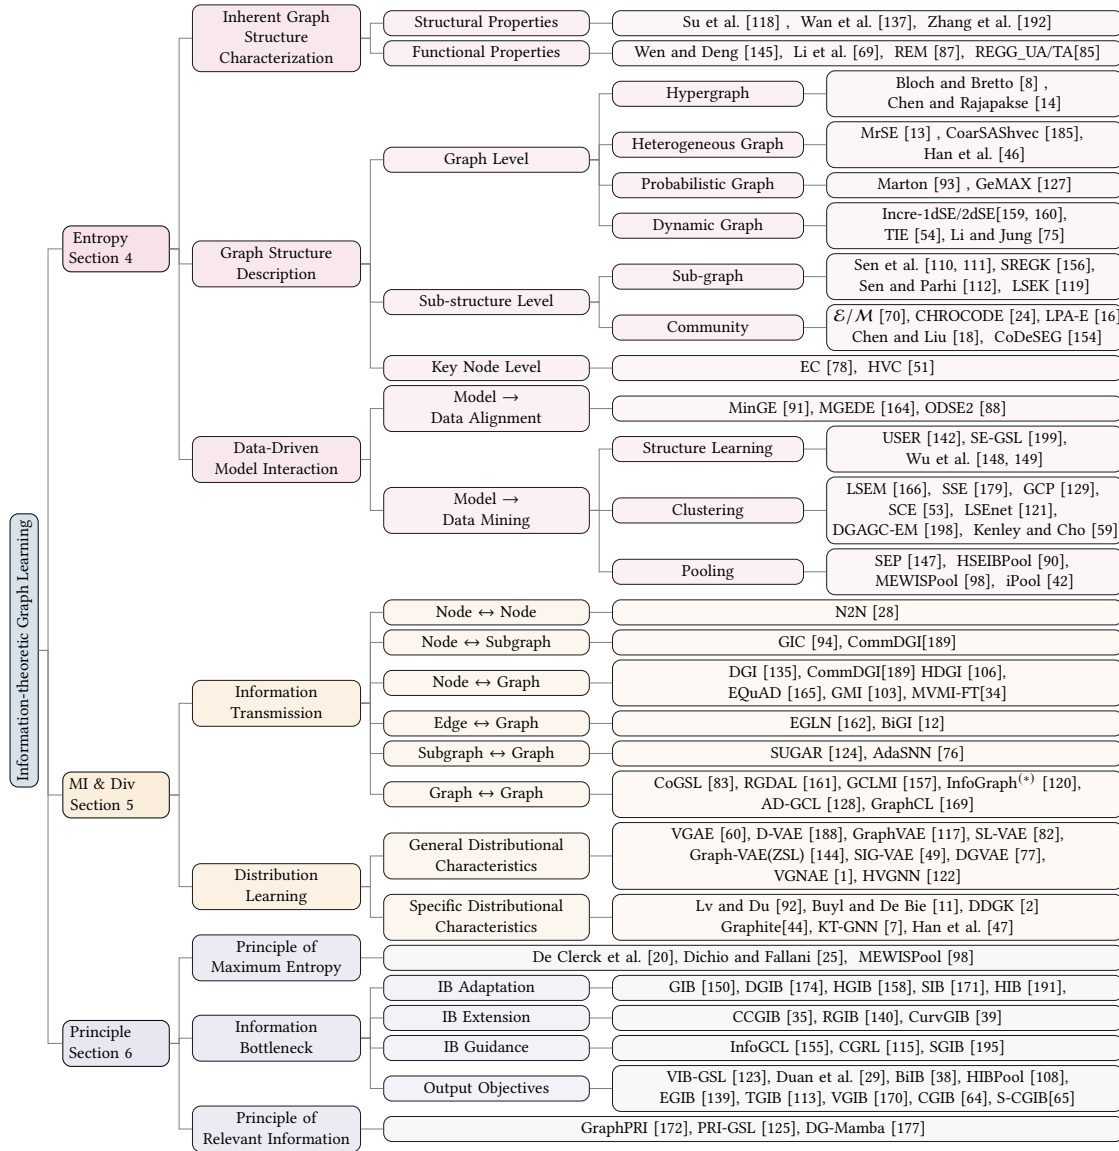 Information-theoretic Graph Learning
Entropy
Section 4
Inherent Graph
Structure
Characterization
Structural Properties
Su et al. [118] , Wan et al. [137], Zhang et al. [192]
Functional Properties
Wen and Deng [145], Li et al. [69], REM [87], REGG_UA/TA[85]
Graph Structure
Description
Graph Level
Hypergraph
Bloch and Bretto [8] ,
Chen and Rajapakse [14]
Heterogeneous Graph
MrSE [13] , CoarSAShvec [185],
Han et al. [46]
Probabilistic Graph
Marton [93] , GeMAX [127]
Dynamic Graph
Incre-1dSE/2dSE[159, 160],
TIE [54], Li and Jung [75]
Sub-structure Level
Sub-graph
Sen et al. [110, 111], SREGK [156],
Sen and Parhi [112], LSEK [119]
Community
ℰ/ℳ [70], CHROCODE [24], LPA-E [16]
Chen and Liu [18], CoDeSEG [154]
Key Node Level
EC [78], HVC [51]
Data-Driven
Model Interaction
Model →
Data Alignment
MinGE [91], MGEDE [164], ODSE2 [88]
Model →
Data Mining
Structure Learning
USER [142], SE-GSL [199],
Wu et al. [148, 149]
Clustering
LSEM [166], SSE [179], GCP [129],
SCE [53], LSEnet [121],
DGAGC-EM [198], Kenley and Cho [59]
Pooling
SEP [147], HSEIBPool [90],
MEWISPool [98], iPool [42]
MI & Div
Section 5
Information
Transmission
Node ↔ Node
N2N [28]
Node ↔ Subgraph
GIC [94], CommDGI[189]
Node ↔ Graph
DGI [135], CommDGI[189] HDGI [106],
EQuAD [165], GMI [103], MVMI-FT[34]
Edge ↔ Graph
EGLN [162], BiGI [12]
Subgraph ↔ Graph
SUGAR [124], AdaSNN [76]
Graph ↔ Graph
CoGSL [83], RGDAL [161], GCLMI [157], InfoGraph(*) [120],
AD-GCL [128], GraphCL [169]
Distribution
Learning
General Distributional
Characteristics
VGAE [60], D-VAE [188], GraphVAE [117], SL-VAE [82],
Graph-VAE(ZSL) [144], SIG-VAE [49], DGVAE [77],
VGNAE [1], HVGNN [122]
Specific Distributional
Characteristics
Lv and Du [92], Buyl and De Bie [11], DDGK [2]
Graphite[44], KT-GNN [7], Han et al. [47]
Principle
Section 6
Principle of
Maximum Entropy
De Clerck et al. [20], Dichio and Fallani [25], MEWISPool [98]
Information
Bottleneck
IB Adaptation
GIB [150], DGIB [174], HGIB [158], SIB [171], HIB [191],
IB Extension
CCGIB [35], RGIB [140], CurvGIB [39]
IB Guidance
InfoGCL [155], CGRL [115], SGIB [195]
Output Objectives
VIB-GSL [123], Duan et al. [29], BiIB [38], HIBPool [108],
EGIB [139], TGIB [113], VGIB [170], CGIB [64], S-CGIB[65]
Principle of
Relevant Information
GraphPRI [172], PRI-GSL [125], DG-Mamba [177]